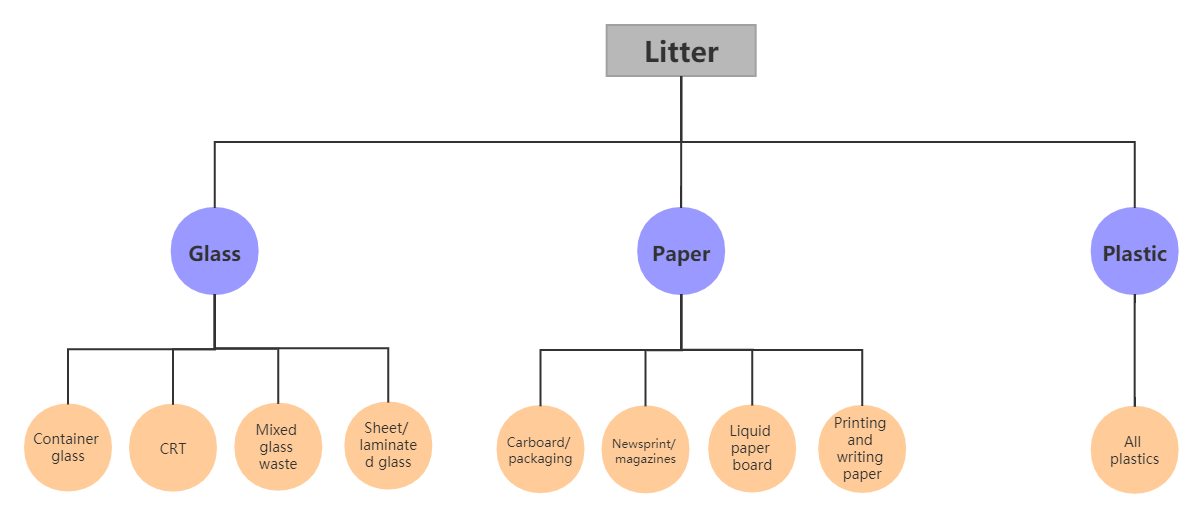 Litter
Glass
Paper
Plastic
Container
glass
CRT
Mixed
glass
waste
Sheet/
laminate
d glass
Carboard/
packaging
Newsprint/
magazines
Liquid
paper
board
Printing
and
writing
paper
All
plastics